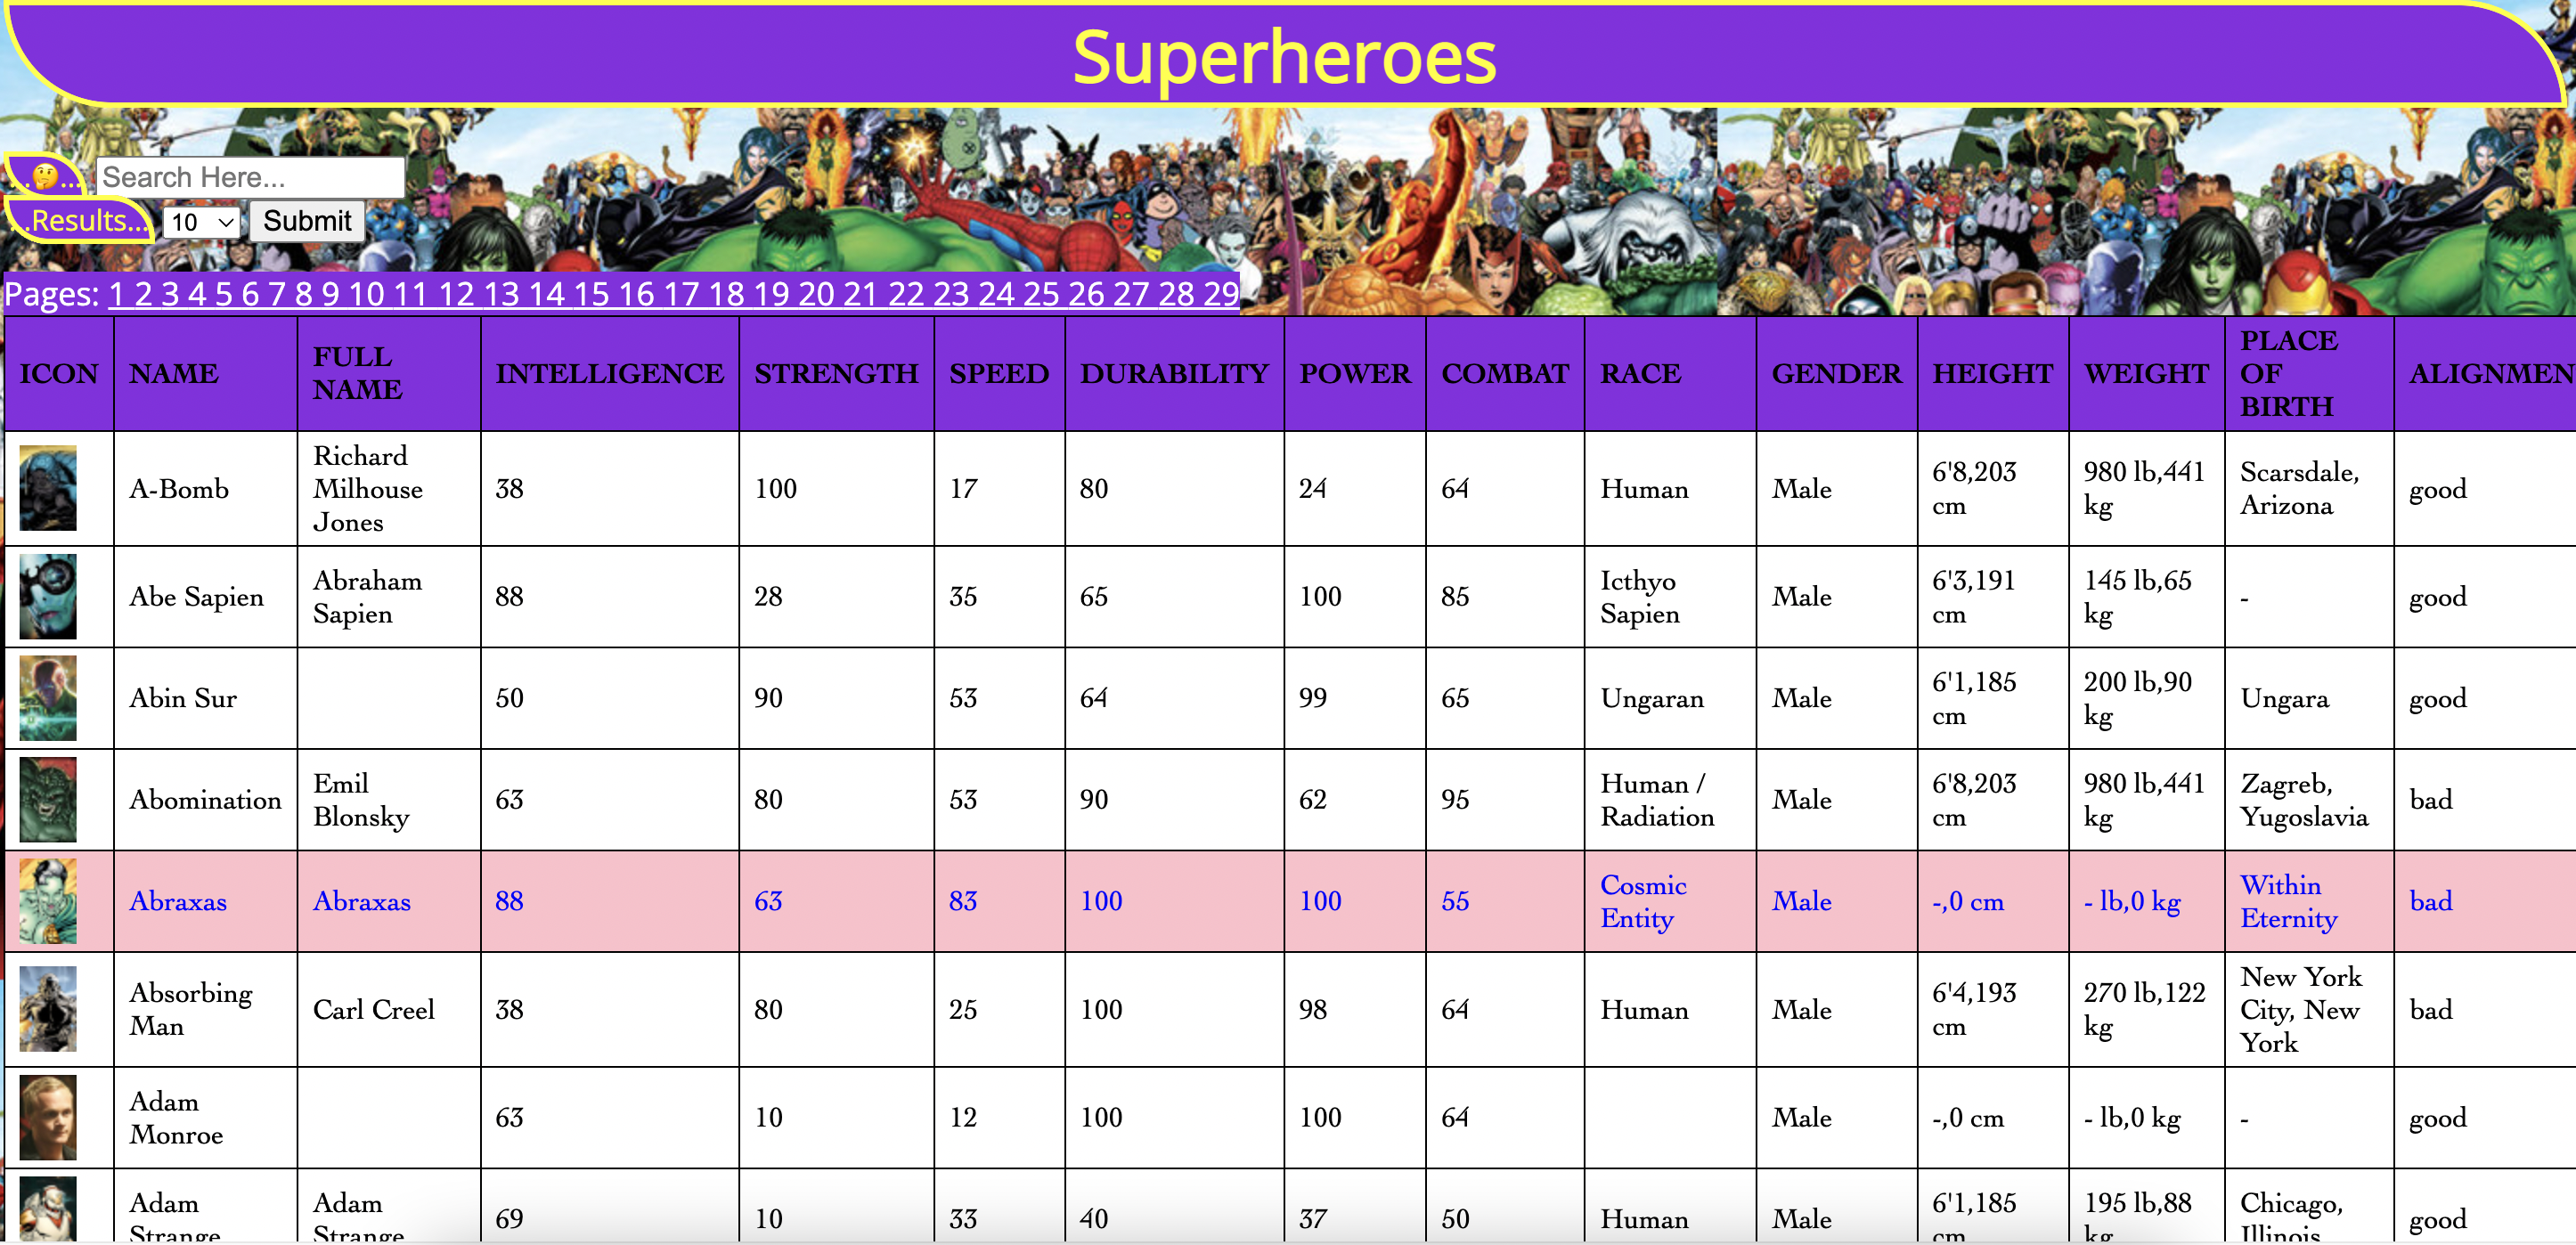 Superheroes
..🤔... Search Here...
..Results... 10 Submit
Pages: 1 2 3 4 5 6 7 8 9 10 11 12 13 14 15 16 17 18 19 20 21 22 23 24 25 26 27 28 29
ICON NAME FULL NAME INTELLIGENCE STRENGTH SPEED DURABILITY POWER COMBAT RACE GENDER HEIGHT WEIGHT PLACE OF BIRTH ALIGNMEN
A-Bomb Richard Milhouse Jones 38 100 17 80 24 64 Human Male 6'8,203 cm 980 lb,441 kg Scarsdale, Arizona good
Abe Sapien Abraham Sapien 88 28 35 65 100 85 Icthyo Sapien Male 6'3,191 cm 145 lb,65 kg - good
Abin Sur 50 90 53 64 99 65 Ungaran Male 6'1,185 cm 200 lb,90 kg Ungara good
Abomination Emil Blonsky 63 80 53 90 62 95 Human / Radiation Male 6'8,203 cm 980 lb,441 kg Zagreb, Yugoslavia bad
Abraxas Abraxas 88 63 83 100 100 55 Cosmic Entity Male -,0 cm - lb,0 kg Within Eternity bad
Absorbing Man Carl Creel 38 80 25 100 98 64 Human Male 6'4,193 cm 270 lb,122 kg New York City, New York bad
Adam Monroe 63 10 12 100 100 64 Male -,0 cm - lb,0 kg - good
Adam Strange Adam Strange 69 10 33 40 37 50 Human Male 6'1,185 cm 195 lb,88 kg Chicago, Illinois good